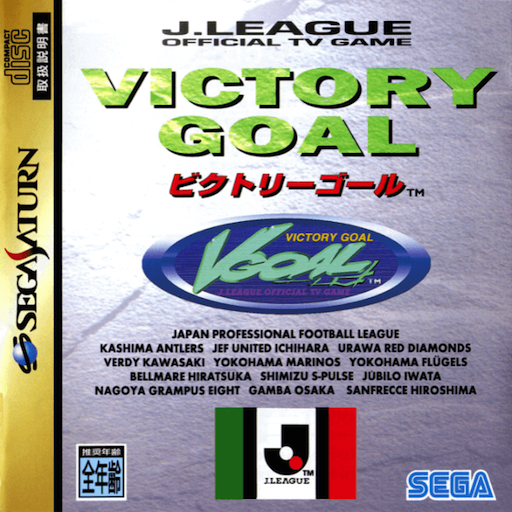 COMPACT
disc
取扱説明書
SEGA SATURN
J.LEAGUE
OFFICIAL TV GAME
VICTORY
GOAL
ビクトリーゴール™
VICTORY GOAL
VGOAL
J.LEAGUE OFFICIAL TV GAME
TM
JAPAN PROFESSIONAL FOOTBALL LEAGUE
KASHIMA ANTLERS JEF UNITED ICHIHARA URAWA RED DIAMONDS
VERDY KAWASAKI YOKOHAMA MARINOS YOKOHAMA FLÜGELS
BELLMARE HIRATSUKA SHIMIZU S-PULSE JÚBILO IWATA
NAGOYA GRAMPUS EIGHT GAMBA OSAKA SANFRECCE HIROSHIMA
推奨年齢
全年齢
J
TM
J.LEAGUE
SEGA